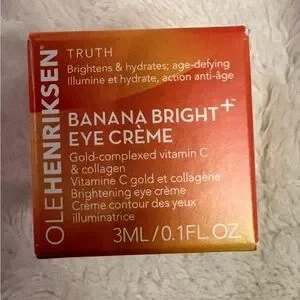 OLEHENRIKSEN
TRUTH
Brightens & hydrates; age-defying
Illumine et hydrate, action anti-âge
BANANA BRIGHT+
EYE CRÈME
Gold-complexed vitamin C
& collagen
Vitamine C gold et collagène
Brightening eye crème
Crème contour des yeux
illuminatrice
3ML/0.1FL. OZ.